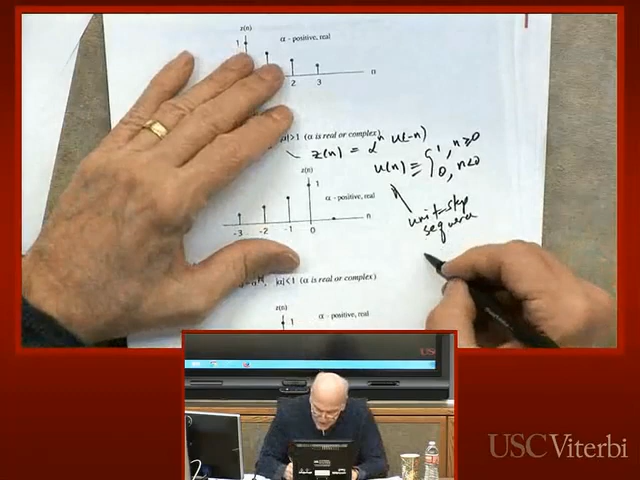 z(n)
1
α - positive, real
2 3 n
|α|>1 (α is real or complex)
z(n) = αⁿ u(-n)
u(n) = { 1, n≥0
0, n<0
z(n)
1
α - positive, real
n
-3 -2 -1 0
unit-step
sequence
|α|<1 (α is real or complex)
z(n)
1
α - positive, real
USC
USC Viterbi